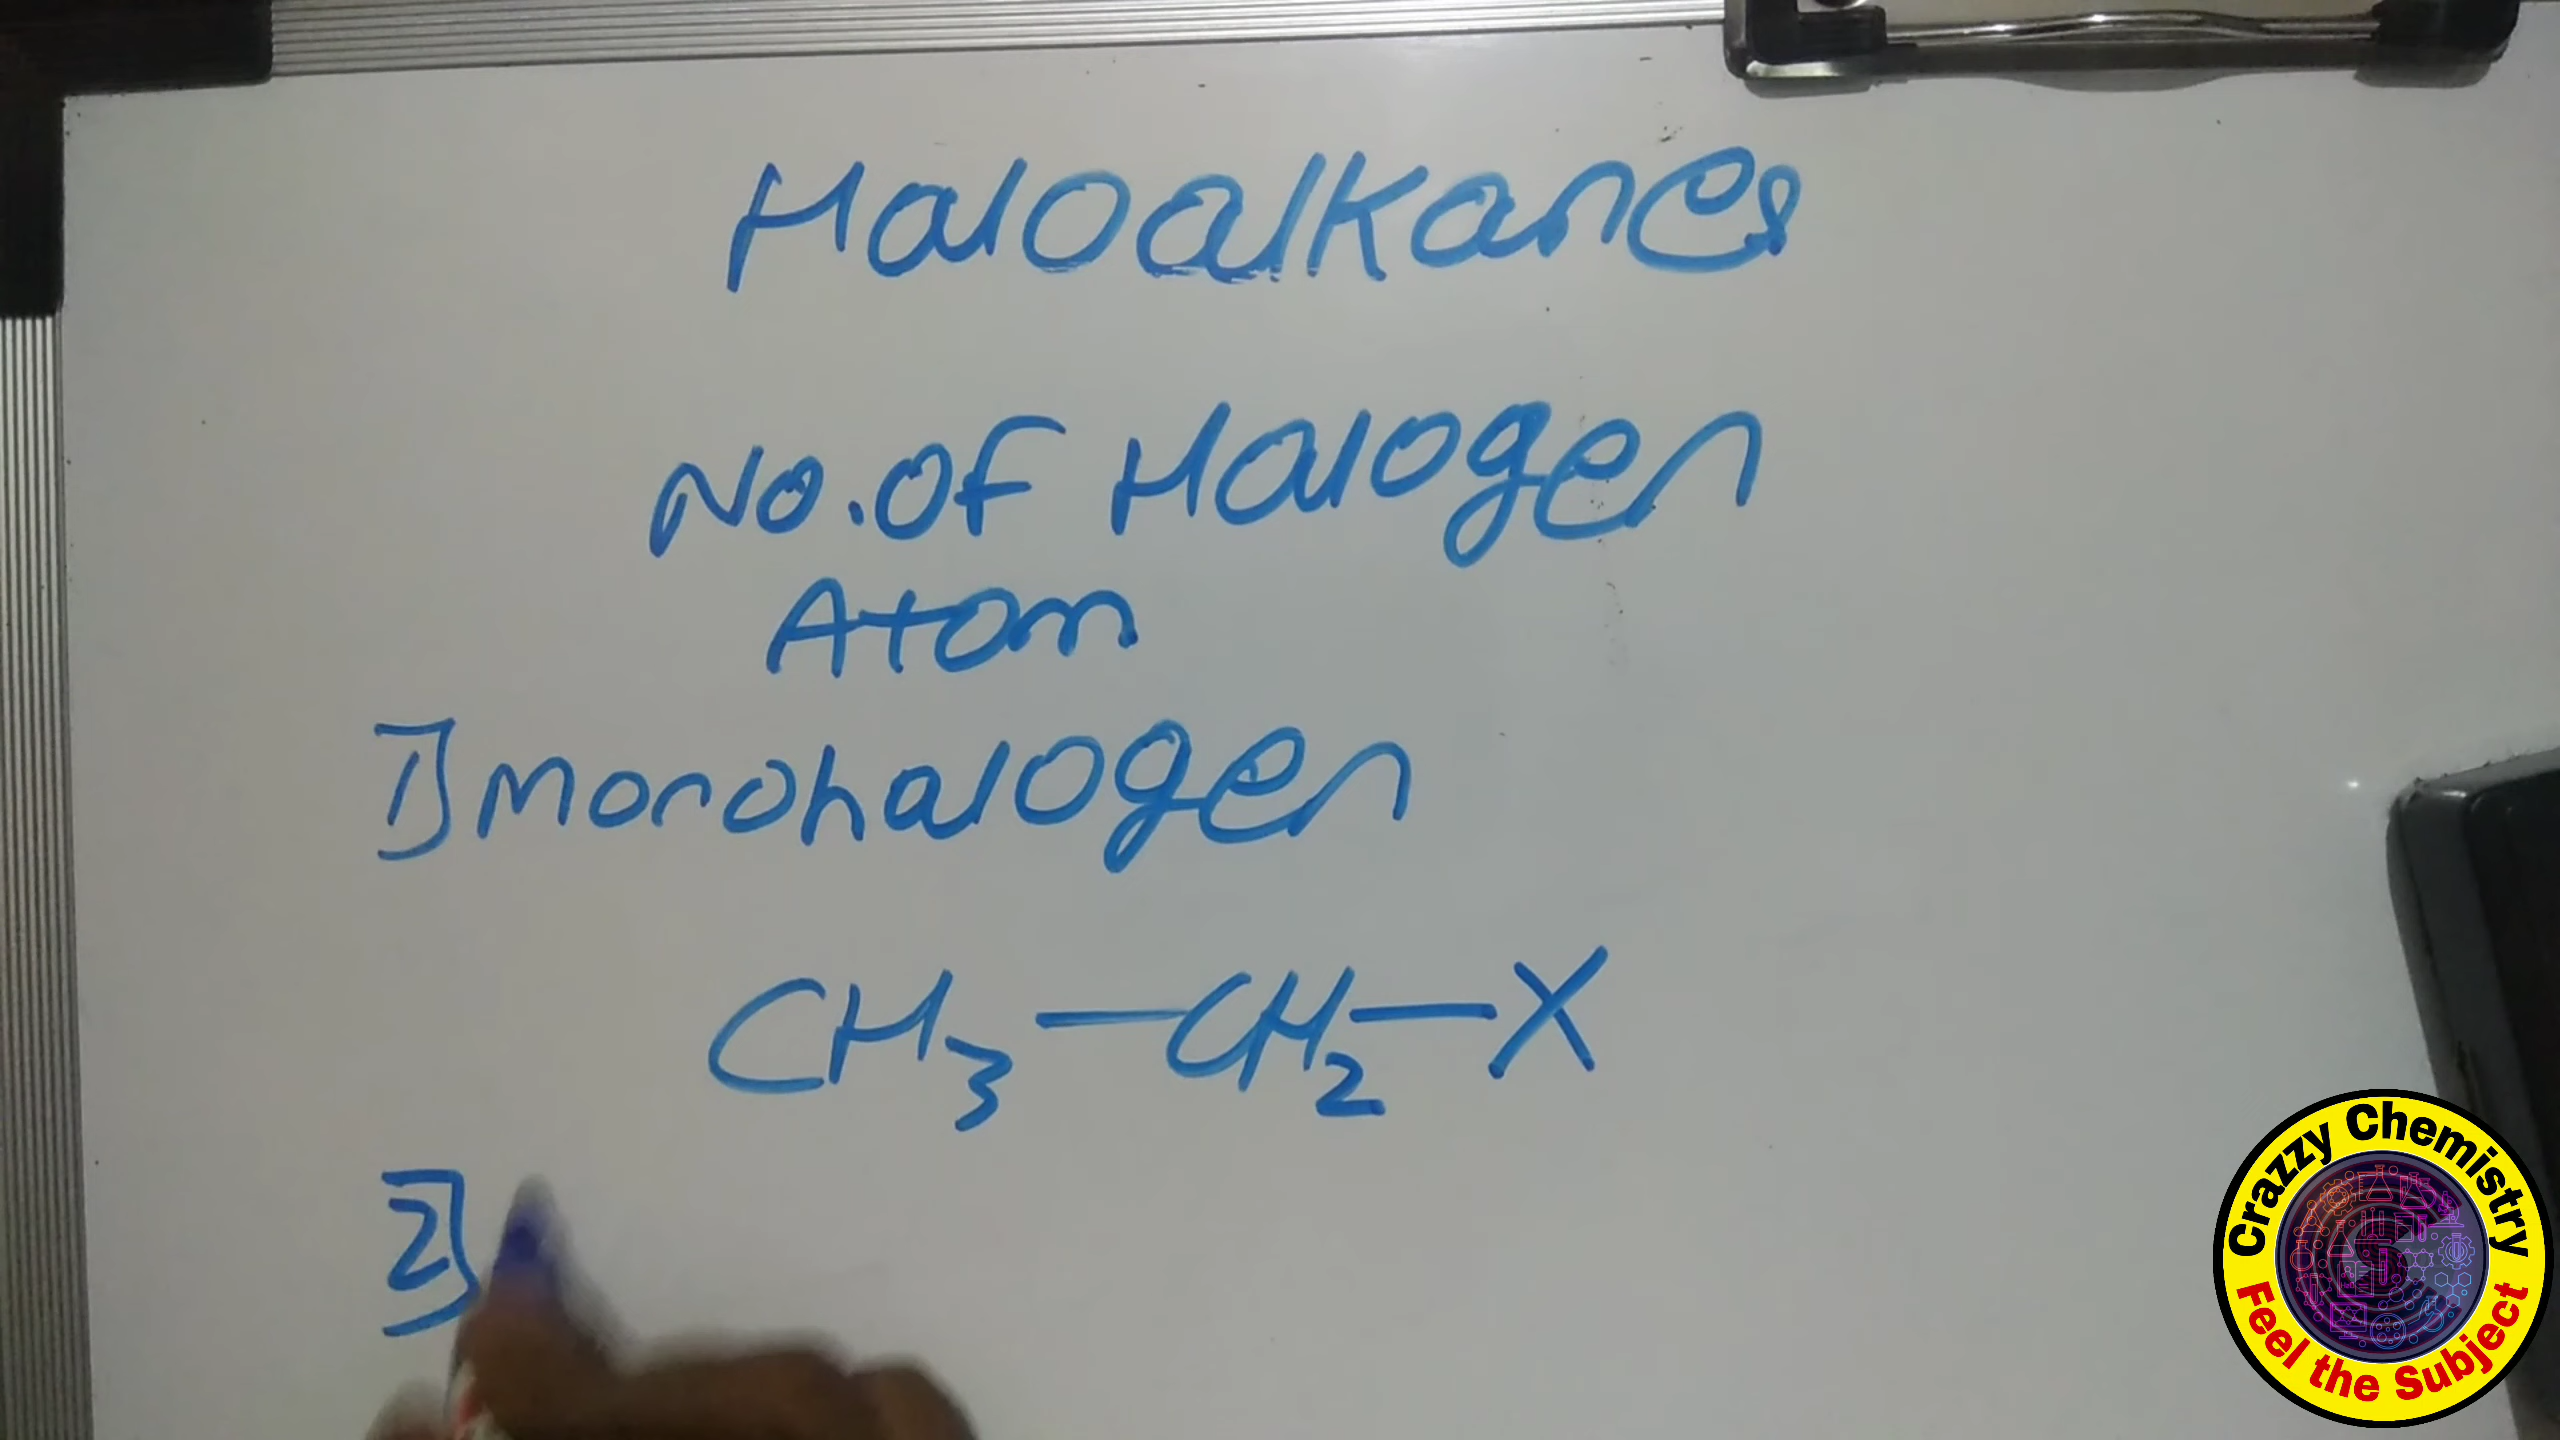 Haloalkanes
No. of Halogen
Atom
1] Monohalogen
CH3—CH2—X
2]
Crazzy Chemistry
Feel the Subject